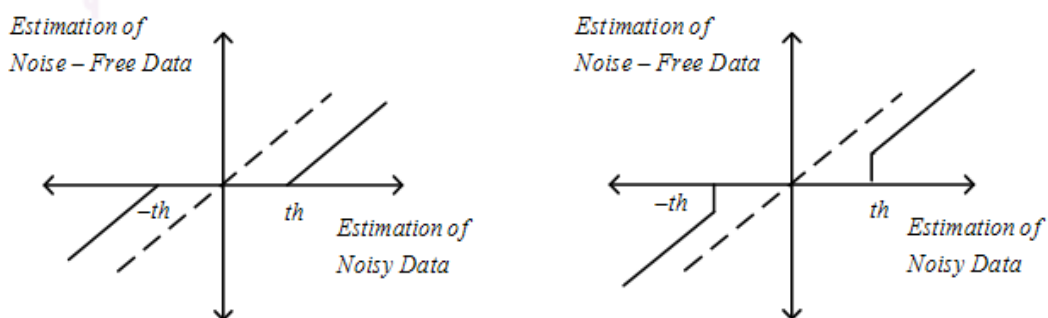 Estimation of
Noise – Free Data
–th
th
Estimation of
Noisy Data
Estimation of
Noise – Free Data
–th
th
Estimation of
Noisy Data